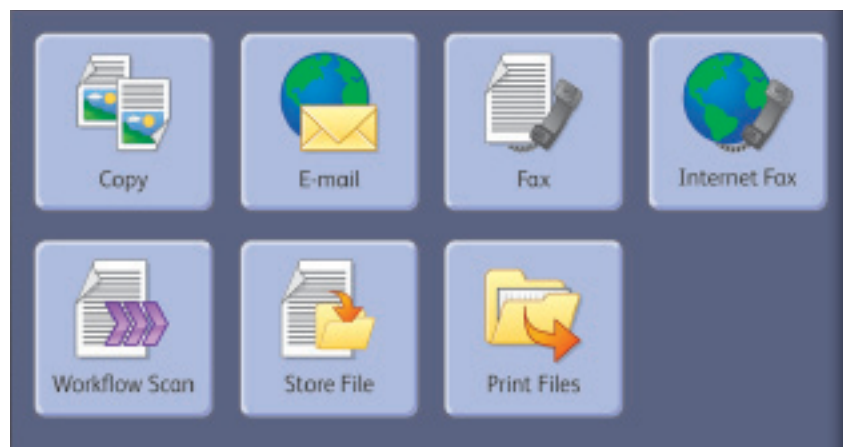 Copy
E-mail
Fax
Internet Fax
Workflow Scan
Store File
Print Files